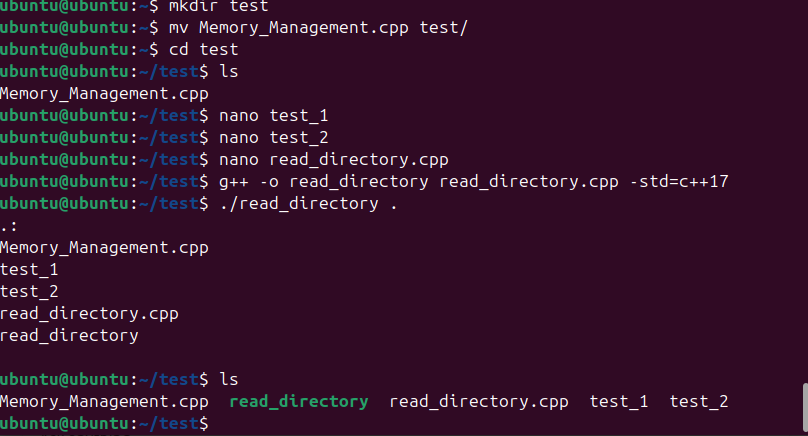 ubuntu@ubuntu:~$ mkdir test
ubuntu@ubuntu:~$ mv Memory_Management.cpp test/
ubuntu@ubuntu:~$ cd test
ubuntu@ubuntu:~/test$ ls
Memory_Management.cpp
ubuntu@ubuntu:~/test$ nano test_1
ubuntu@ubuntu:~/test$ nano test_2
ubuntu@ubuntu:~/test$ nano read_directory.cpp
ubuntu@ubuntu:~/test$ g++ -o read_directory read_directory.cpp -std=c++17
ubuntu@ubuntu:~/test$ ./read_directory .
.:
Memory_Management.cpp
test_1
test_2
read_directory.cpp
read_directory
ubuntu@ubuntu:~/test$ ls
Memory_Management.cpp  read_directory  read_directory.cpp  test_1  test_2
ubuntu@ubuntu:~/test$